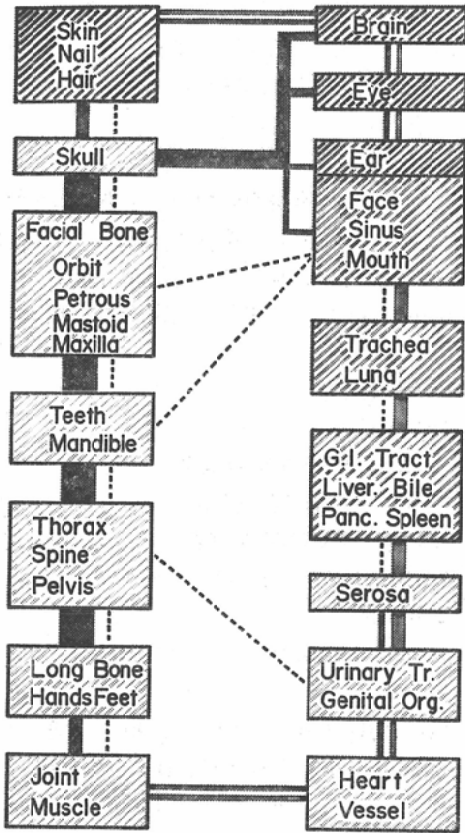 Skin
Nail
Hair
Skull
Facial Bone
Orbit
Petrous
Mastoid
Maxilla
Teeth
Mandible
Thorax
Spine
Pelvis
Long Bone
Hands Feet
Joint
Muscle
Brain
Eye
Ear
Face
Sinus
Mouth
Trachea
Luna
G.I. Tract
Liver. Bile
Panc. Spleen
Serosa
Urinary Tr.
Genital Org.
Heart
Vessel